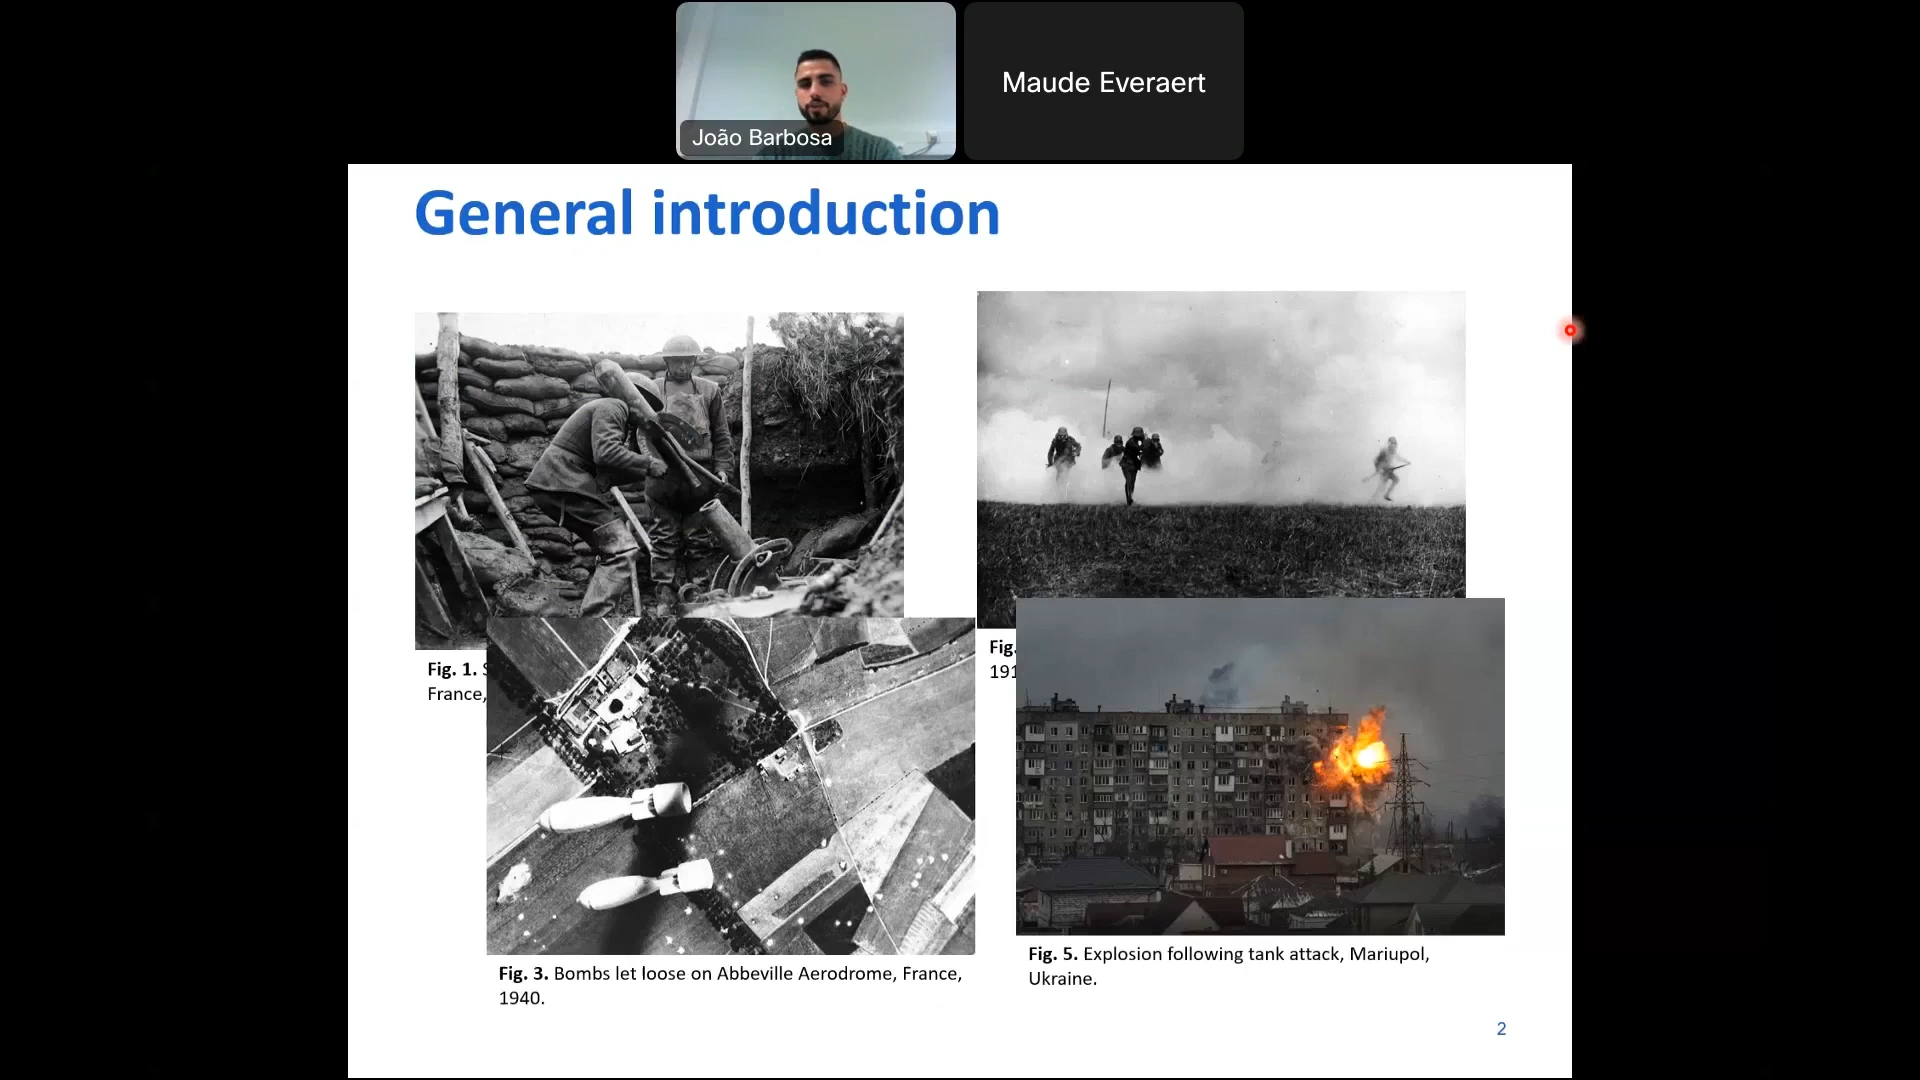 João Barbosa
Maude Everaert
General introduction
Fig. 1.
France,
Fig.
191
Fig. 3. Bombs let loose on Abbeville Aerodrome, France,
1940.
Fig. 5. Explosion following tank attack, Mariupol,
Ukraine.
2